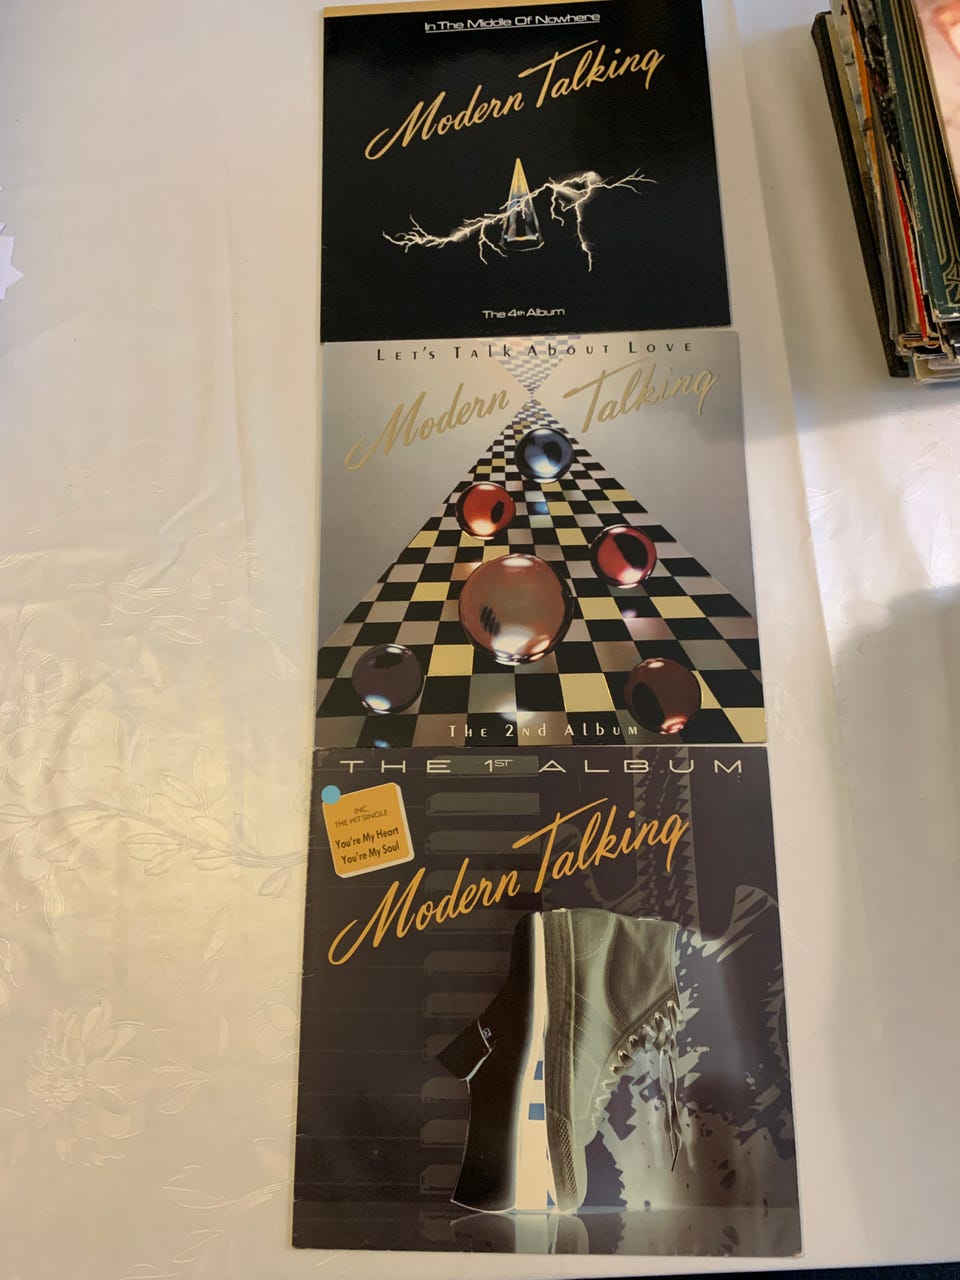 In The Middle Of Nowhere
Modern Talking
The 4th Album
LET'S TALK ABOUT LOVE
Modern Talking
THE 2ND ALBUM
THE 1ST ALBUM
INC.
THE HIT SINGLE
You're My Heart
You're My Soul
Modern Talking